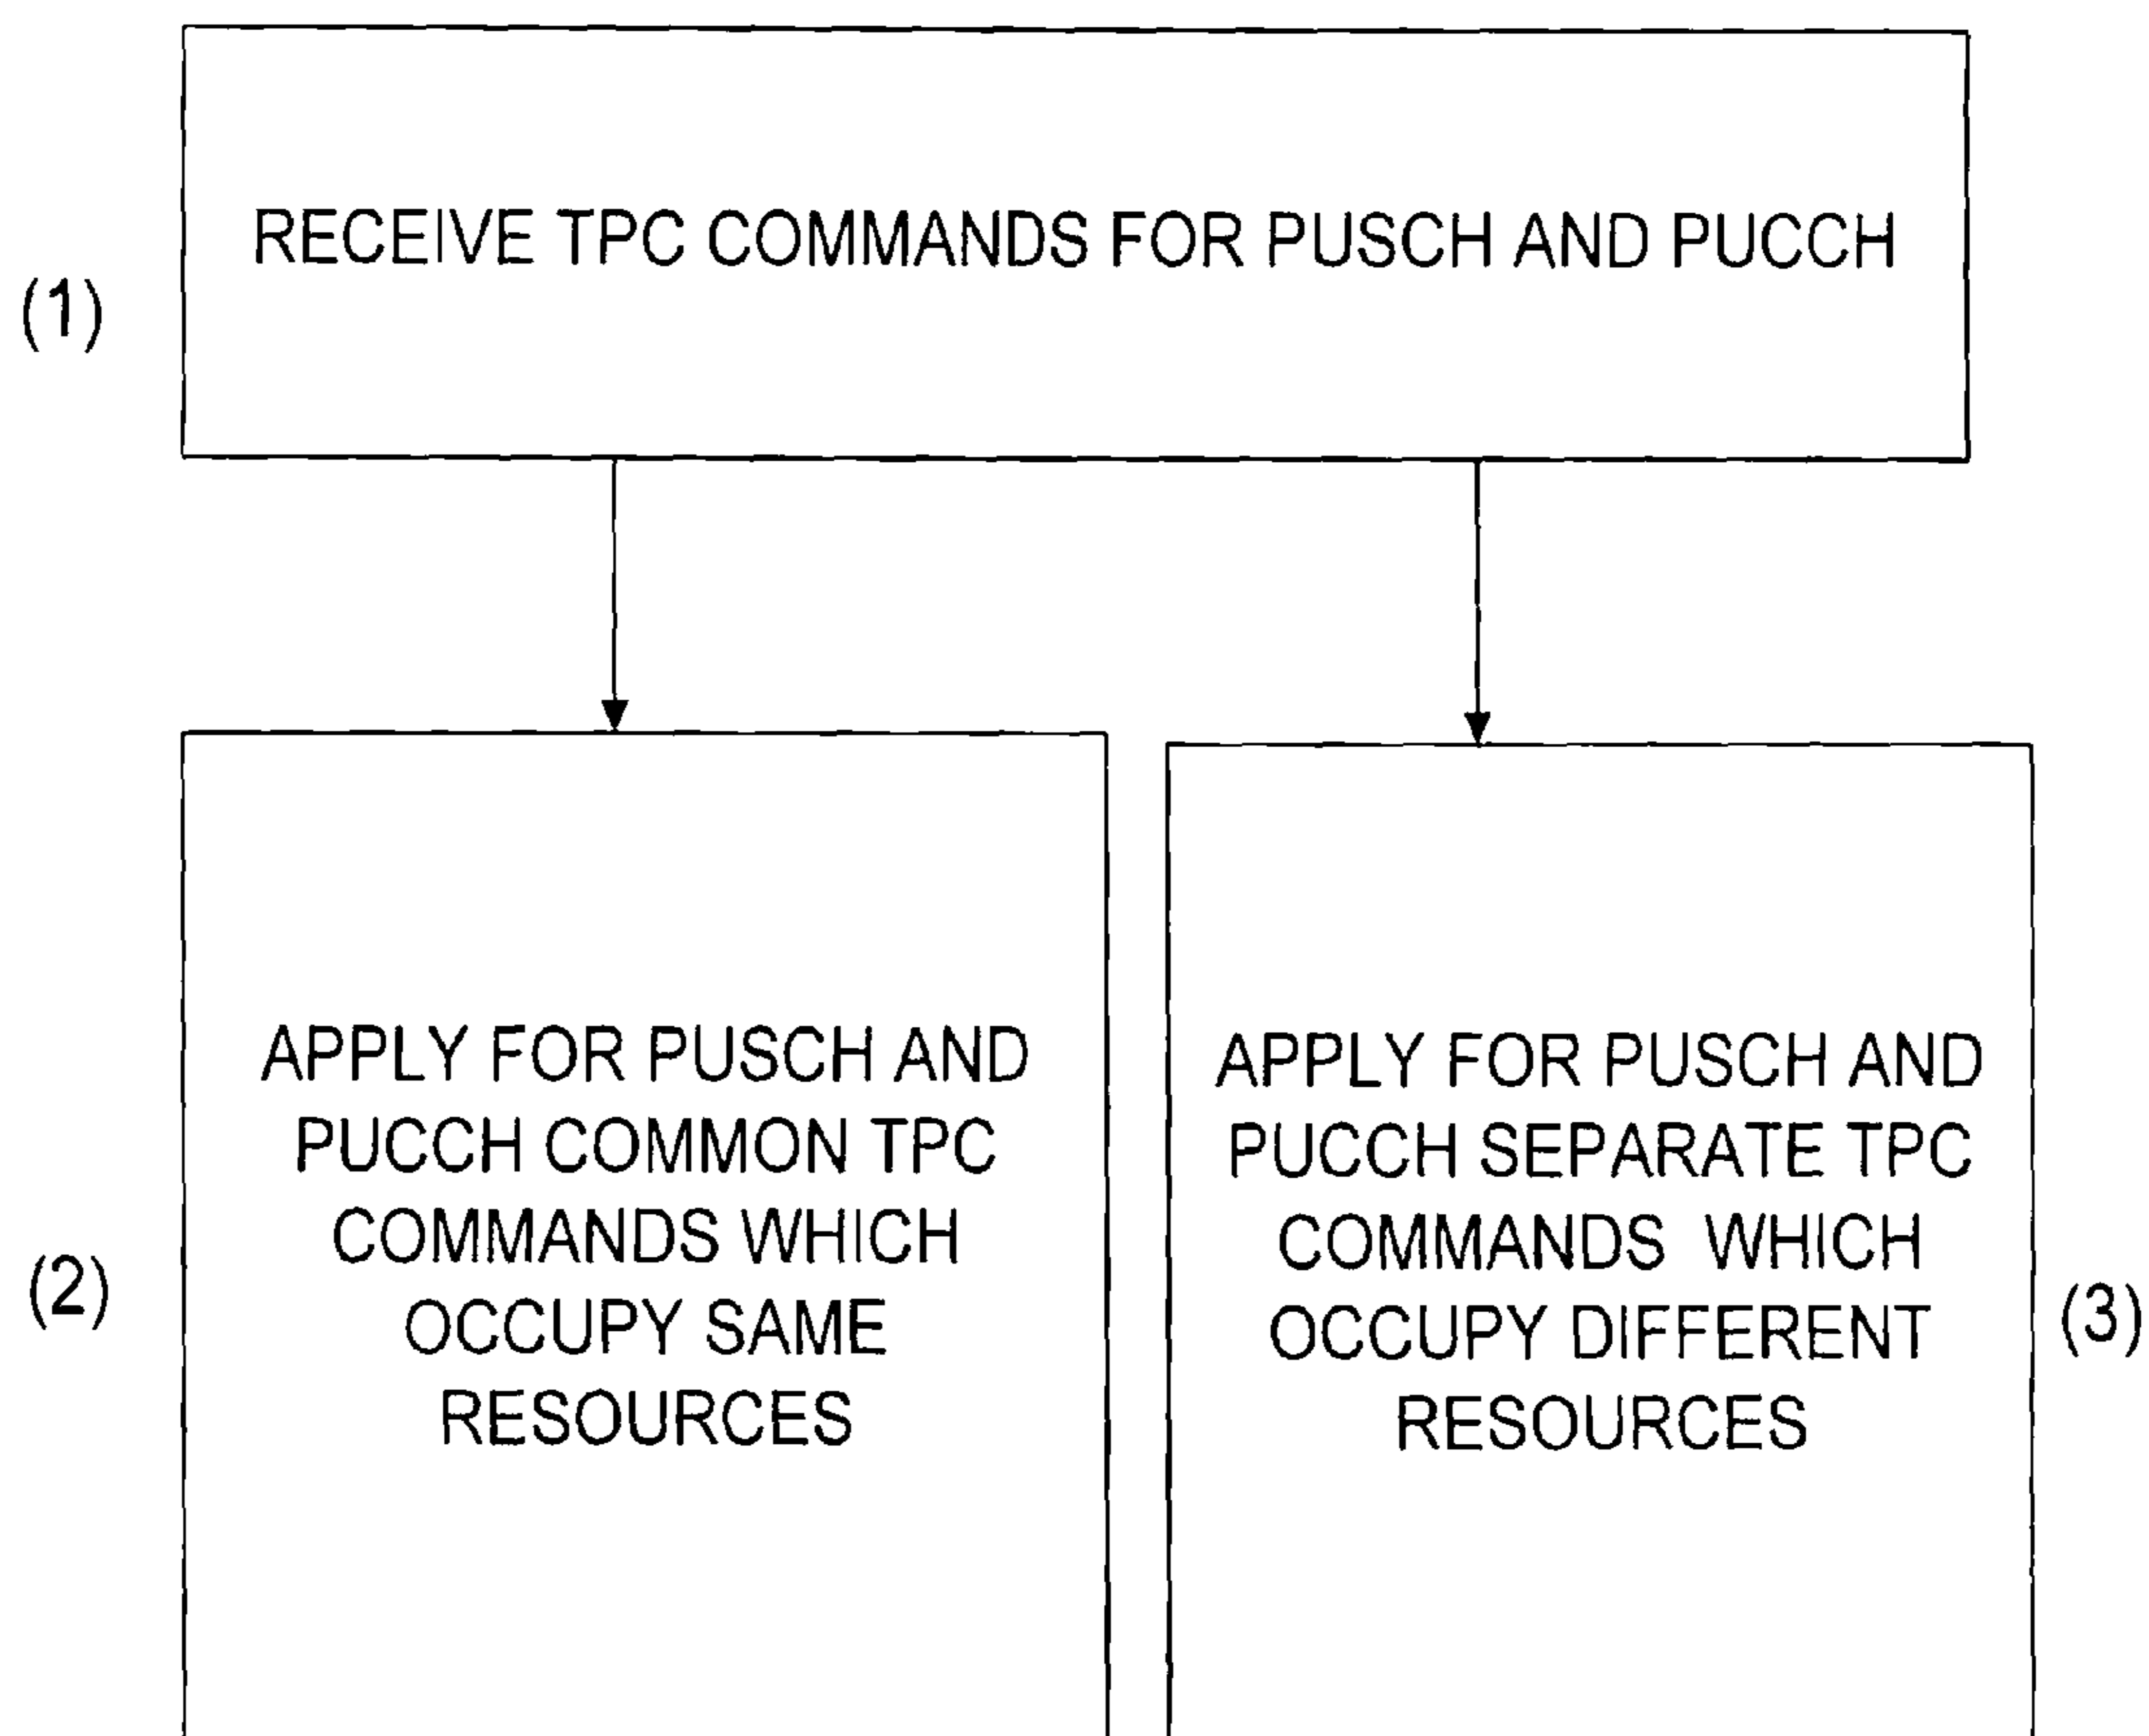 RECEIVE TPC COMMANDS FOR PUSCH AND PUCCH
(1)
APPLY FOR PUSCH AND
PUCCH COMMON TPC
COMMANDS WHICH
OCCUPY SAME
RESOURCES
(2)
APPLY FOR PUSCH AND
PUCCH SEPARATE TPC
COMMANDS WHICH
OCCUPY DIFFERENT
RESOURCES
(3)